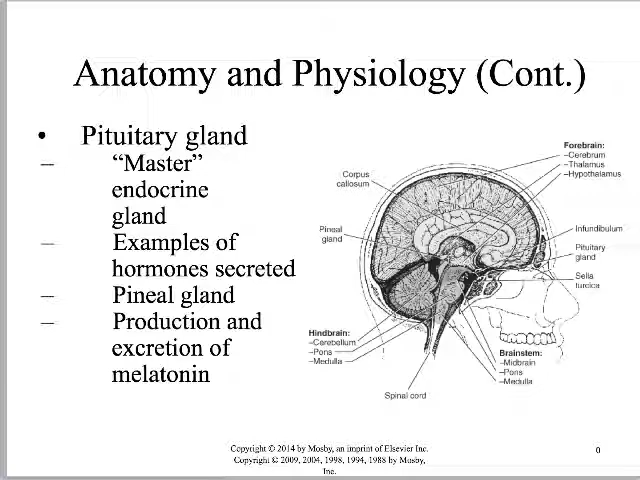 Anatomy and Physiology (Cont.)
• Pituitary gland
– “Master”
endocrine
gland
– Examples of
hormones secreted
– Pineal gland
– Production and
excretion of
melatonin
Forebrain:
–Cerebrum
–Thalamus
–Hypothalamus
Corpus
callosum
Pineal
gland
Infundibulum
Pituitary
gland
Sella
turcica
Hindbrain:
–Cerebellum
–Pons
–Medulla
Brainstem:
–Midbrain
–Pons
–Medulla
Spinal cord
Copyright © 2014 by Mosby, an imprint of Elsevier Inc.
Copyright © 2009, 2004, 1998, 1994, 1988 by Mosby,
Inc.
0